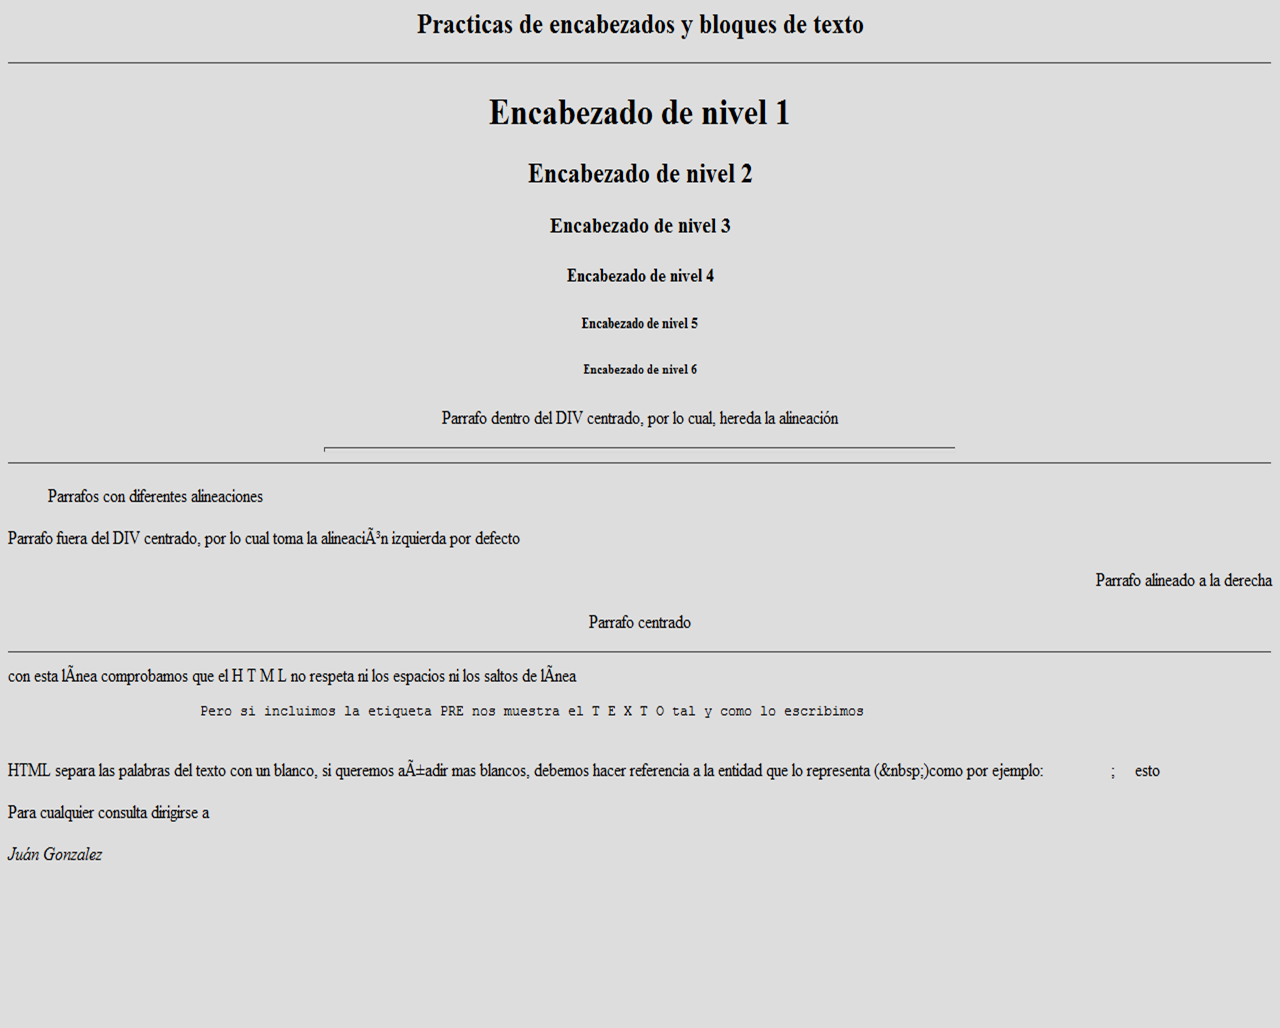 Practicas de encabezados y bloques de texto
Encabezado de nivel 1
Encabezado de nivel 2
Encabezado de nivel 3
Encabezado de nivel 4
Encabezado de nivel 5
Encabezado de nivel 6
Parrafo dentro del DIV centrado, por lo cual, hereda la alineación
Parrafos con diferentes alineaciones
Parrafo fuera del DIV centrado, por lo cual toma la alineaciÃ³n izquierda por defecto
Parrafo alineado a la derecha
Parrafo centrado
con esta lÃnea comprobamos que el H T M L no respeta ni los espacios ni los saltos de lÃnea
Pero si incluimos la etiqueta PRE nos muestra el T E X T O tal y como lo escribimos
HTML separa las palabras del texto con un blanco, si queremos aÃ±adir mas blancos, debemos hacer referencia a la entidad que lo representa (&nbsp;)como por ejemplo: ; esto
Para cualquier consulta dirigirse a
Juán Gonzalez